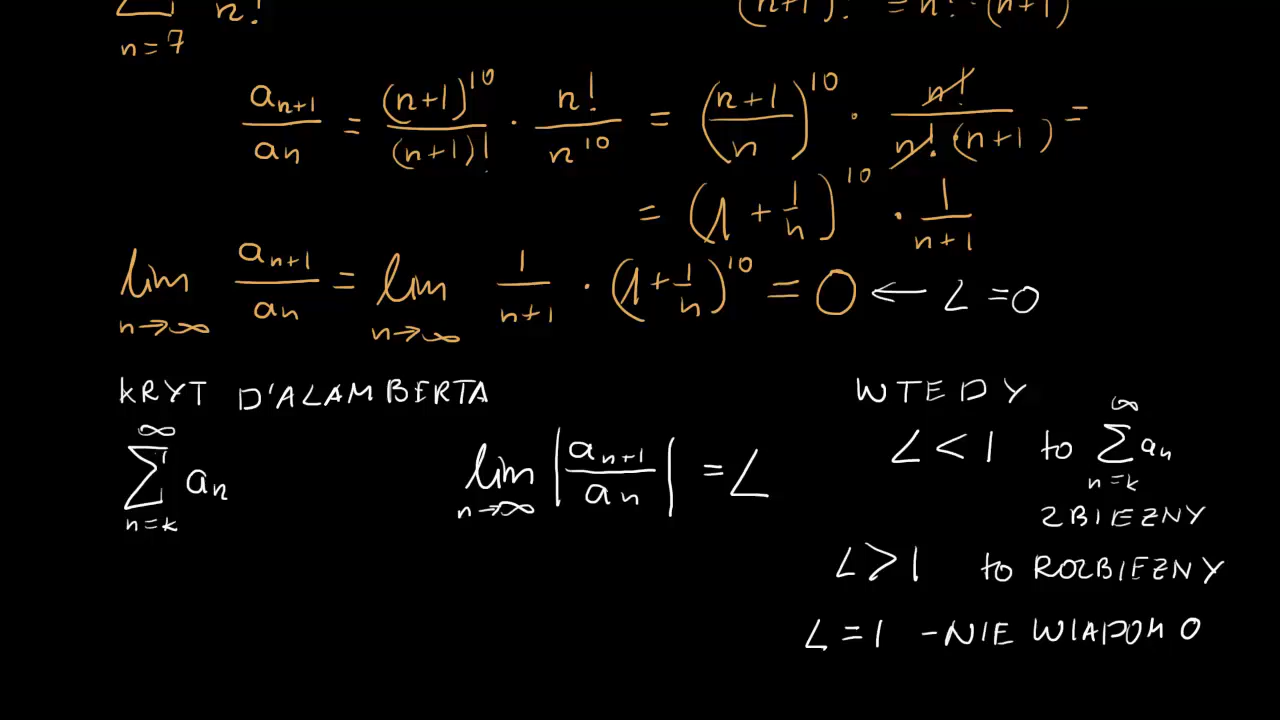 ∑ n!
n=7
(n+1)! = n! · (n+1)
a_{n+1}/a_n = (n+1)^{10}/(n+1)! · n!/n^{10} = ((n+1)/n)^{10} · n!/(n!·(n+1)) =
= (1 + 1/n)^{10} · 1/(n+1)
lim_{n→∞} a_{n+1}/a_n = lim_{n→∞} 1/(n+1) · (1+1/n)^{10} = 0 ← L = 0
KRYT D'ALAMBERTA
∑_{n=k}^{∞} a_n
lim_{n→∞} |a_{n+1}/a_n| = L
WTEDY
L < 1 to ∑_{n=k}^{∞} a_n
ZBIEZNY
L > 1 to ROZBIEZNY
L = 1 - NIE WIADOMO